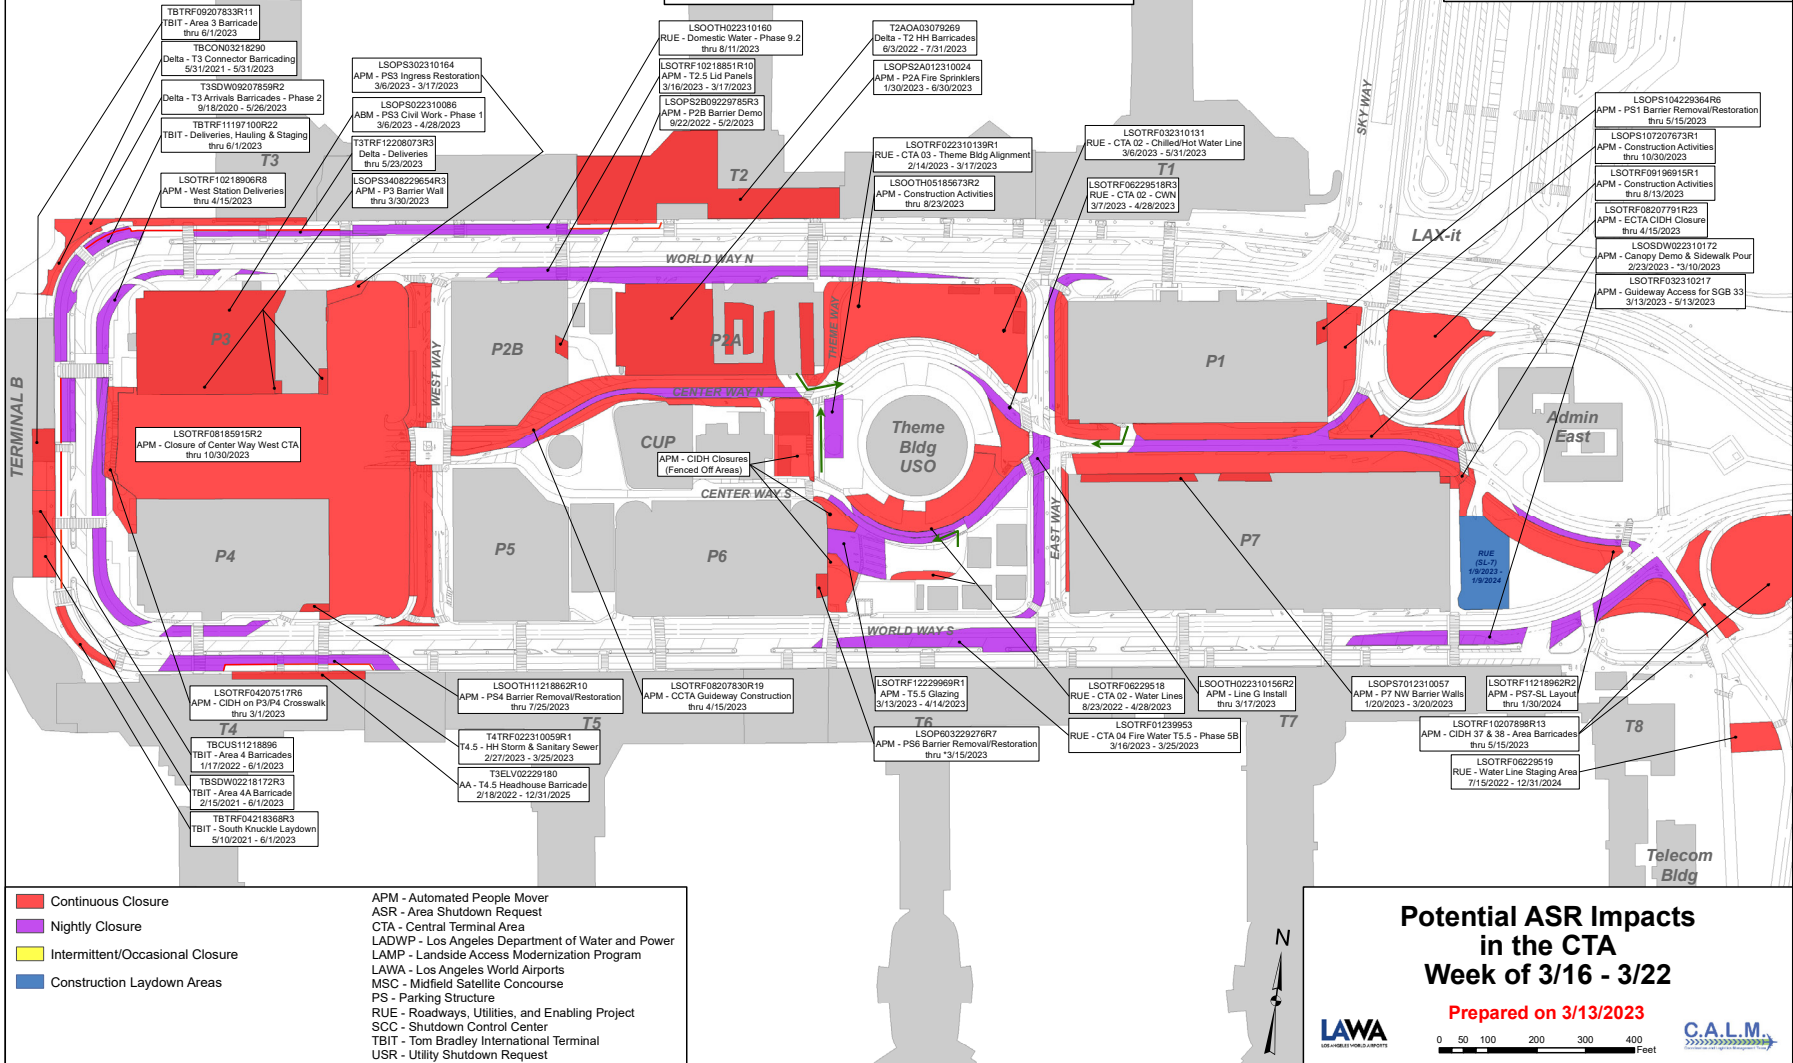 TBTRF09207833R11
TBIT - Area 3 Barricade
thru 6/1/2023
TBCON03218290
Delta - T3 Connector Barricading
5/31/2021 - 5/31/2023
T3SDW09207859R2
Delta - T3 Arrivals Barricades - Phase 2
9/18/2020 - 5/26/2023
TBTRF11197100R22
TBIT - Deliveries, Hauling & Staging
thru 6/1/2023
LSOTRF10218906R8
APM - West Station Deliveries
thru 4/15/2023
LSOPS302310164
APM - PS3 Ingress Restoration
3/6/2023 - 3/17/2023
LSOPS022310086
ABM - PS3 Civil Work - Phase 1
3/6/2023 - 4/28/2023
T3TRF12208073R3
Delta - Deliveries
thru 5/23/2023
LSOPS3408229654R3
APM - P3 Barrier Wall
thru 3/30/2023
LSOOTH022310160
RUE - Domestic Water - Phase 9.2
thru 8/11/2023
LSOTRF10218851R10
APM - T2.5 Lid Panels
3/16/2023 - 3/17/2023
LSOPS2B09229785R3
APM - P2B Barrier Demo
9/22/2022 - 5/2/2023
T2AOA03079269
Delta - T2 HH Barricades
6/3/2022 - 7/31/2023
LSOPS2A012310024
APM - P2A Fire Sprinklers
1/30/2023 - 6/30/2023
LSOTRF022310139R1
RUE - CTA 03 - Theme Bldg Alignment
2/14/2023 - 3/17/2023
LSOOTH05185673R2
APM - Construction Activities
thru 8/23/2023
LSOTRF032310131
RUE - CTA 02 - Chilled/Hot Water Line
3/6/2023 - 5/31/2023
LSOTRF06229518R3
RUE - CTA 02 - CWN
3/7/2023 - 4/28/2023
LSOPS104229364R6
APM - PS1 Barrier Removal/Restoration
thru 5/15/2023
LSOPS107207673R1
APM - Construction Activities
thru 10/30/2023
LSOTRF09196915R1
APM - Construction Activities
thru 8/13/2023
LSOTRF08207791R23
APM - ECTA CIDH Closure
thru 4/15/2023
LSOSDW022310172
APM - Canopy Demo & Sidewalk Pour
2/23/2023 - *3/10/2023
LSOTRF032310217
APM - Guideway Access for SGB 33
3/13/2023 - 5/13/2023
T3
T2
T1
SKY WAY
LAX-it
WORLD WAY N
P3
P2B
P2A
THEME WAY
P1
WEST WAY
CENTER WAY N
TERMINAL B
LSOTRF08185915R2
APM - Closure of Center Way West CTA
thru 10/30/2023
CUP
APM - CIDH Closures
(Fenced Off Areas)
CENTER WAY S
Theme
Bldg
USO
Admin
East
EAST WAY
P4
P5
P6
P7
RUE
(SL-7)
1/9/2023 -
1/9/2024
WORLD WAY S
LSOTRF04207517R6
APM - CIDH on P3/P4 Crosswalk
thru 3/1/2023
T4
TBCUS11218896
TBIT - Area 4 Barricades
1/17/2022 - 6/1/2023
TBSDW02218172R3
TBIT - Area 4A Barricade
2/15/2021 - 6/1/2023
TBTRF04218368R3
TBIT - South Knuckle Laydown
5/10/2021 - 6/1/2023
LSOOTH11218862R10
APM - PS4 Barrier Removal/Restoration
thru 7/25/2023
T5
T4TRF022310059R1
T4.5 - HH Storm & Sanitary Sewer
2/27/2023 - 3/25/2023
T3ELV02229180
AA - T4.5 Headhouse Barricade
2/18/2022 - 12/31/2025
LSOTRF08207830R19
APM - CCTA Guideway Construction
thru 4/15/2023
LSOTRF12229969R1
APM - T5.5 Glazing
3/13/2023 - 4/14/2023
T6
LSOP603229276R7
APM - PS6 Barrier Removal/Restoration
thru *3/15/2023
LSOTRF06229518
RUE - CTA 02 - Water Lines
8/23/2022 - 4/28/2023
LSOTRF01239953
RUE - CTA 04 Fire Water T5.5 - Phase 5B
3/16/2023 - 3/25/2023
LSOOTH022310156R2
APM - Line G Install
thru 3/17/2023
T7
LSOPS7012310057
APM - P7 NW Barrier Walls
1/20/2023 - 3/20/2023
LSOTRF11218962R2
APM - PS7-SL Layout
thru 1/30/2024
LSOTRF10207898R13
APM - CIDH 37 & 38 - Area Barricades
thru 5/15/2023
T8
LSOTRF06229519
RUE - Water Line Staging Area
7/15/2022 - 12/31/2024
Telecom
Bldg
Continuous Closure
Nightly Closure
Intermittent/Occasional Closure
Construction Laydown Areas
APM - Automated People Mover
ASR - Area Shutdown Request
CTA - Central Terminal Area
LADWP - Los Angeles Department of Water and Power
LAMP - Landside Access Modernization Program
LAWA - Los Angeles World Airports
MSC - Midfield Satellite Concourse
PS - Parking Structure
RUE - Roadways, Utilities, and Enabling Project
SCC - Shutdown Control Center
TBIT - Tom Bradley International Terminal
USR - Utility Shutdown Request
N
Potential ASR Impacts
in the CTA
Week of 3/16 - 3/22
Prepared on 3/13/2023
0 50 100 200 300 400
Feet
LAWA
LOS ANGELES WORLD AIRPORTS
C.A.L.M.